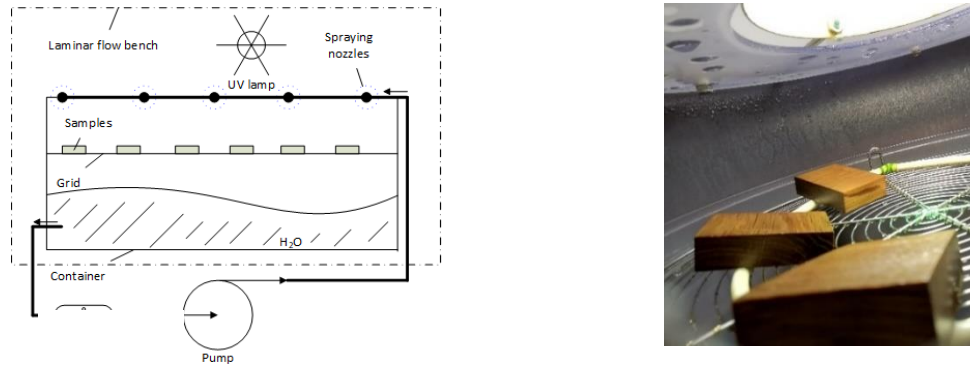 Laminar flow bench
Spraying
nozzles
UV lamp
Samples
Grid
H₂O
Container
Pump